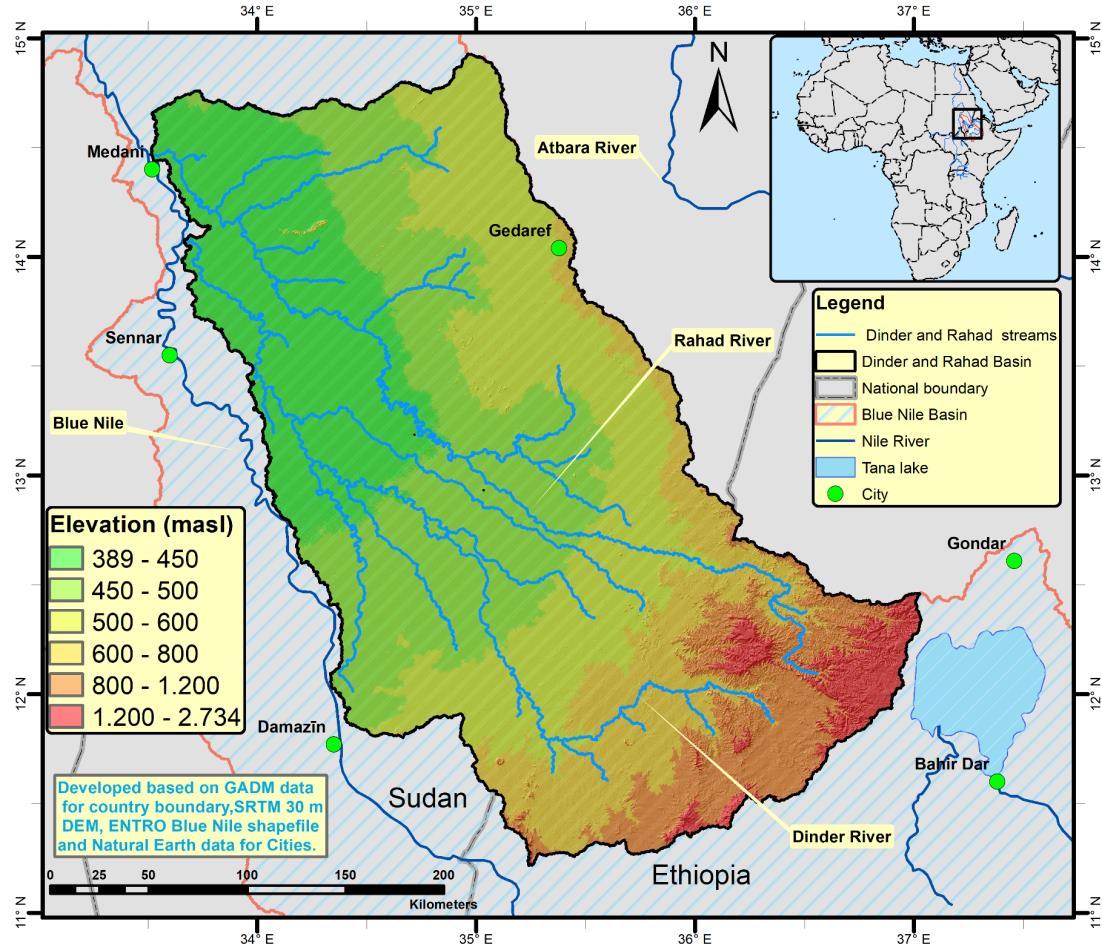 34° E
35° E
36° E
37° E
15° N
15° N
N
Medani
Atbara River
Gedaref
14° N
14° N
Legend
Dinder and Rahad streams
Dinder and Rahad Basin
National boundary
Blue Nile Basin
Nile River
Tana lake
City
Sennar
Rahad River
Blue Nile
13° N
13° N
Elevation (masl)
389 - 450
450 - 500
500 - 600
600 - 800
800 - 1.200
1.200 - 2.734
Gondar
12° N
12° N
Damazīn
Bahir Dar
Developed based on GADM data
for country boundary,SRTM 30 m
DEM, ENTRO Blue Nile shapefile
and Natural Earth data for Cities.
Sudan
Dinder River
Ethiopia
0 25 50 100 150 200
Kilometers
11° N
11° N
34° E
35° E
36° E
37° E